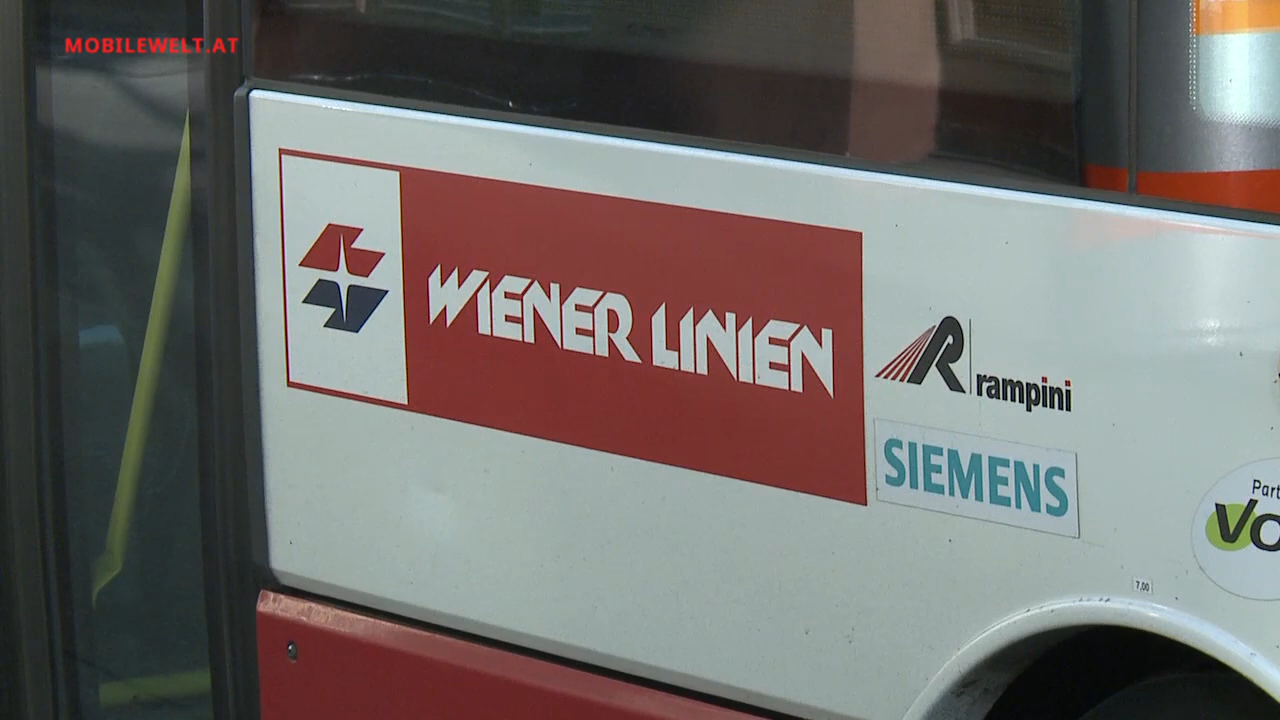 MOBILEWELT.AT
WIENER LINIEN
rampini
SIEMENS
7,00